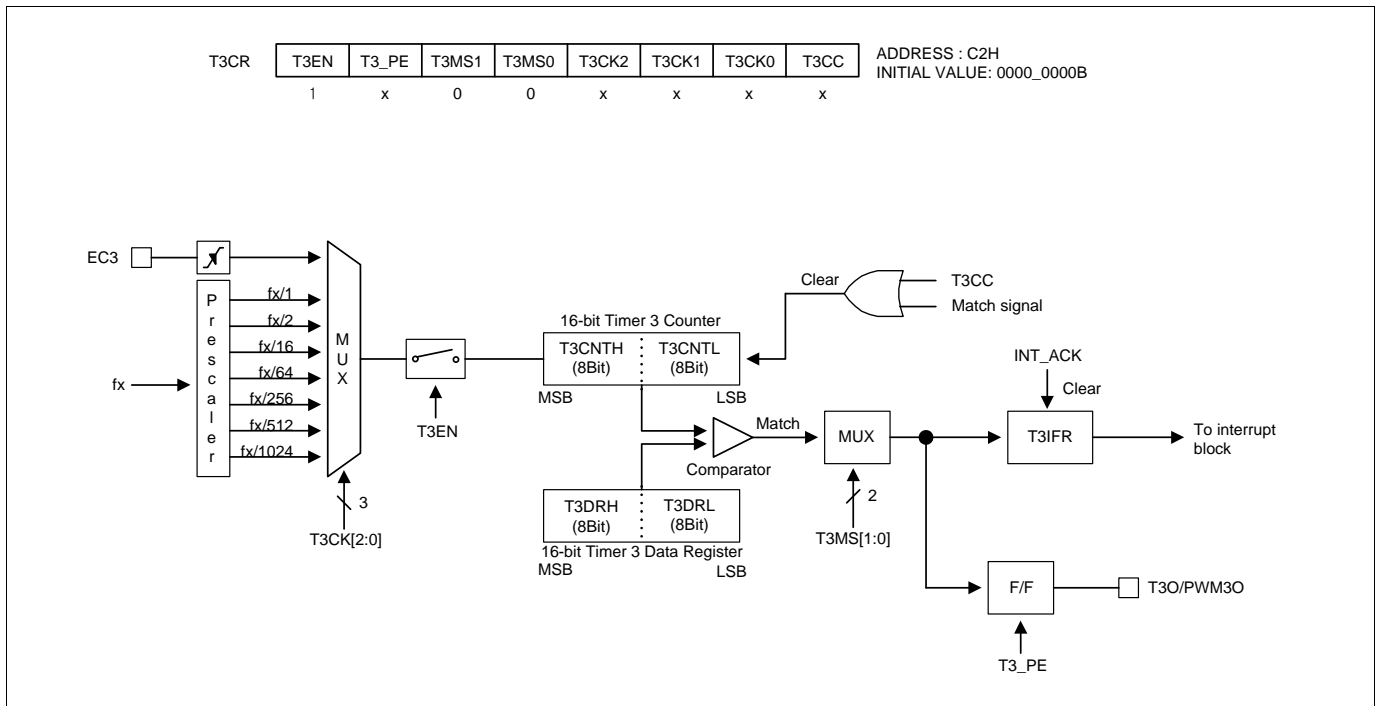 T3CR T3EN T3_PE T3MS1 T3MS0 T3CK2 T3CK1 T3CK0 T3CC ADDRESS : C2H
INITIAL VALUE: 0000_0000B
1 x 0 0 x x x x
EC3
Prescaler
fx
fx/1
fx/2
fx/16
fx/64
fx/256
fx/512
fx/1024
MUX
3
T3CK[2:0]
T3EN
16-bit Timer 3 Counter
T3CNTH T3CNTL
(8Bit) (8Bit)
MSB LSB
Clear
T3CC
Match signal
Comparator
Match
T3DRH T3DRL
(8Bit) (8Bit)
16-bit Timer 3 Data Register
MSB LSB
MUX
2
T3MS[1:0]
INT_ACK
Clear
T3IFR
To interrupt
block
F/F
T3_PE
T3O/PWM3O